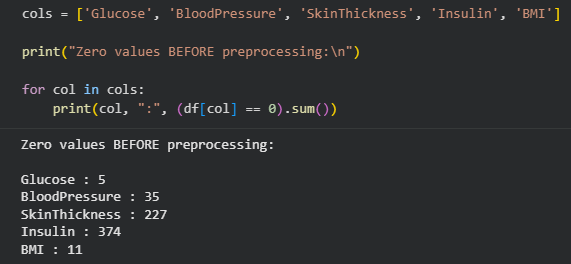 cols = ['Glucose', 'BloodPressure', 'SkinThickness', 'Insulin', 'BMI']
print("Zero values BEFORE preprocessing:\n")
for col in cols:
    print(col, ":", (df[col] == 0).sum())
Zero values BEFORE preprocessing:
Glucose : 5
BloodPressure : 35
SkinThickness : 227
Insulin : 374
BMI : 11